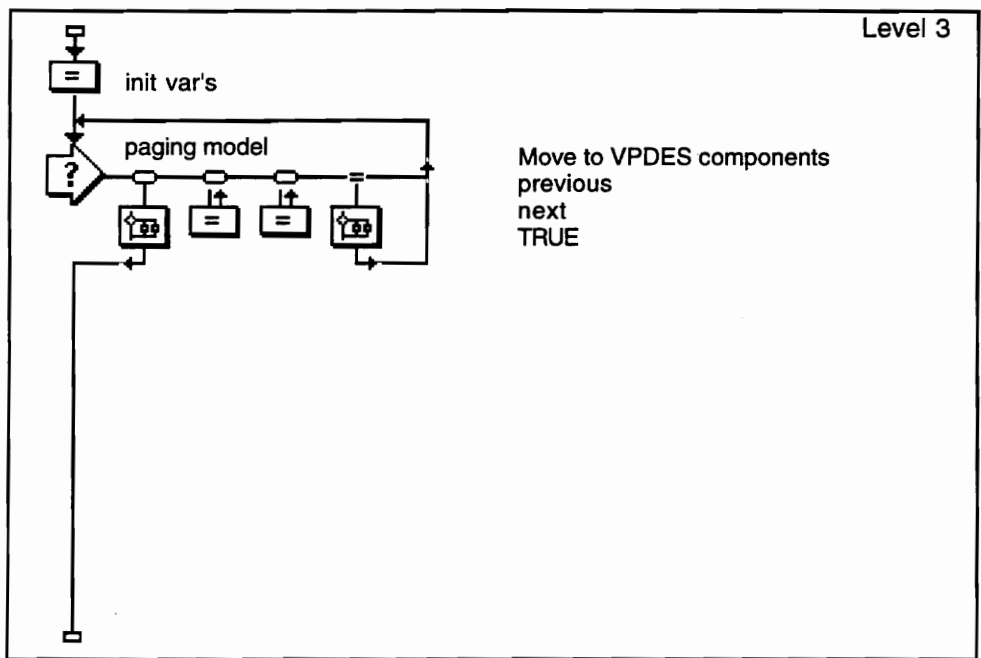 Level 3
=
init var's
paging model
?
= =
=
Move to VPDES components
previous
next
TRUE